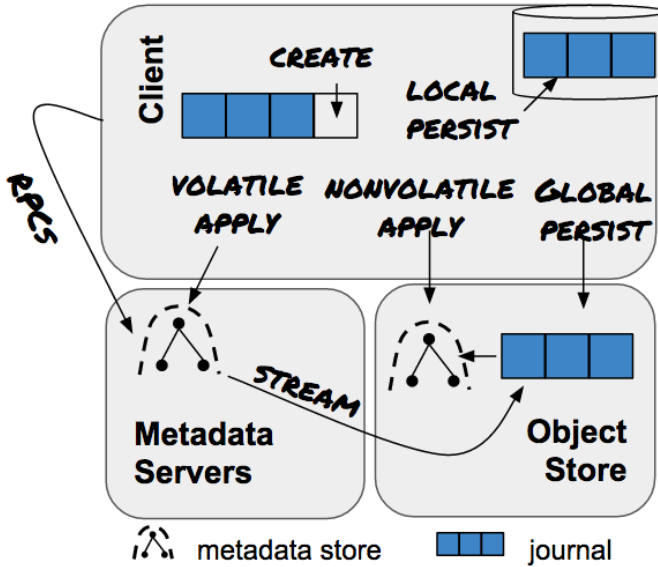 CREATE
Client
LOCAL
PERSIST
RPCS
VOLATILE
APPLY
NONVOLATILE
APPLY
GLOBAL
PERSIST
STREAM
Metadata
Servers
Object
Store
metadata store
journal